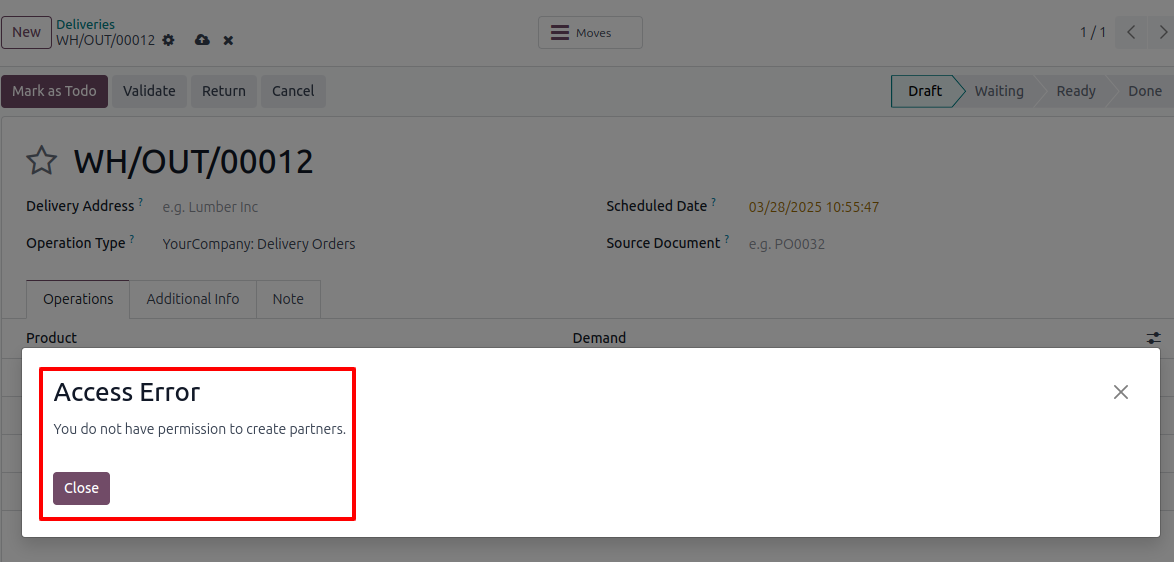 New
Deliveries
WH/OUT/00012
Moves
1 / 1
Mark as Todo Validate Return Cancel
Draft Waiting Ready Done
WH/OUT/00012
Delivery Address ? e.g. Lumber Inc
Scheduled Date ? 03/28/2025 10:55:47
Operation Type ? YourCompany: Delivery Orders
Source Document ? e.g. PO0032
Operations Additional Info Note
Product Demand
Access Error
You do not have permission to create partners.
Close